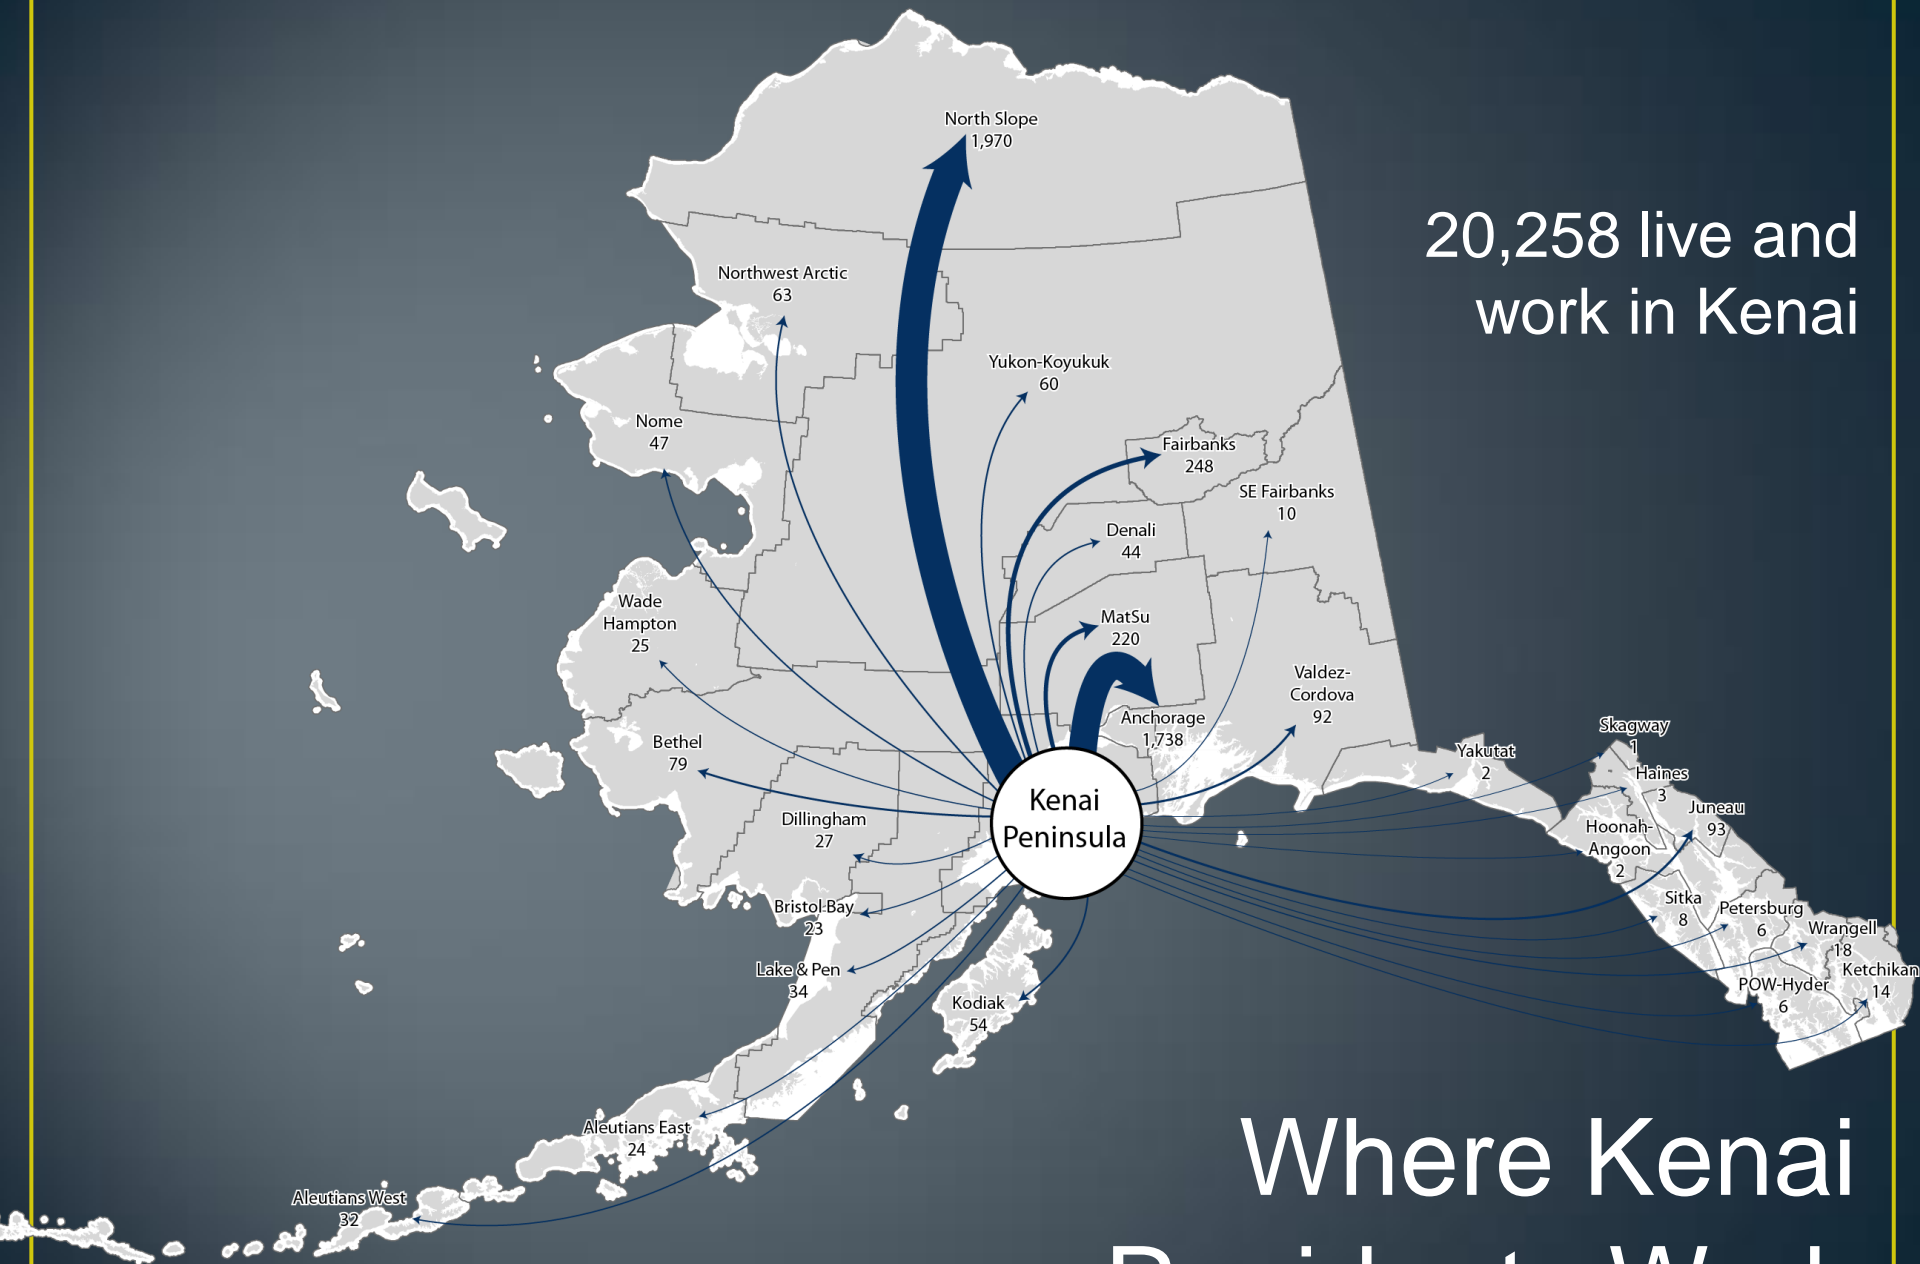 North Slope
1,970
20,258 live and
work in Kenai
Northwest Arctic
63
Yukon-Koyukuk
60
Nome
47
Fairbanks
248
SE Fairbanks
10
Denali
44
Wade
Hampton
25
MatSu
220
Valdez-
Cordova
92
Anchorage
1,738
Bethel
79
Skagway
1
Yakutat
2
Haines
3
Juneau
93
Kenai
Peninsula
Dillingham
27
Hoonah-
Angoon
2
Sitka
8
Petersburg
6
Wrangell
18
Bristol Bay
23
Lake & Pen
34
Ketchikan
14
POW-Hyder
6
Kodiak
54
Aleutians East
24
Aleutians West
32
Where Kenai
Residents Work